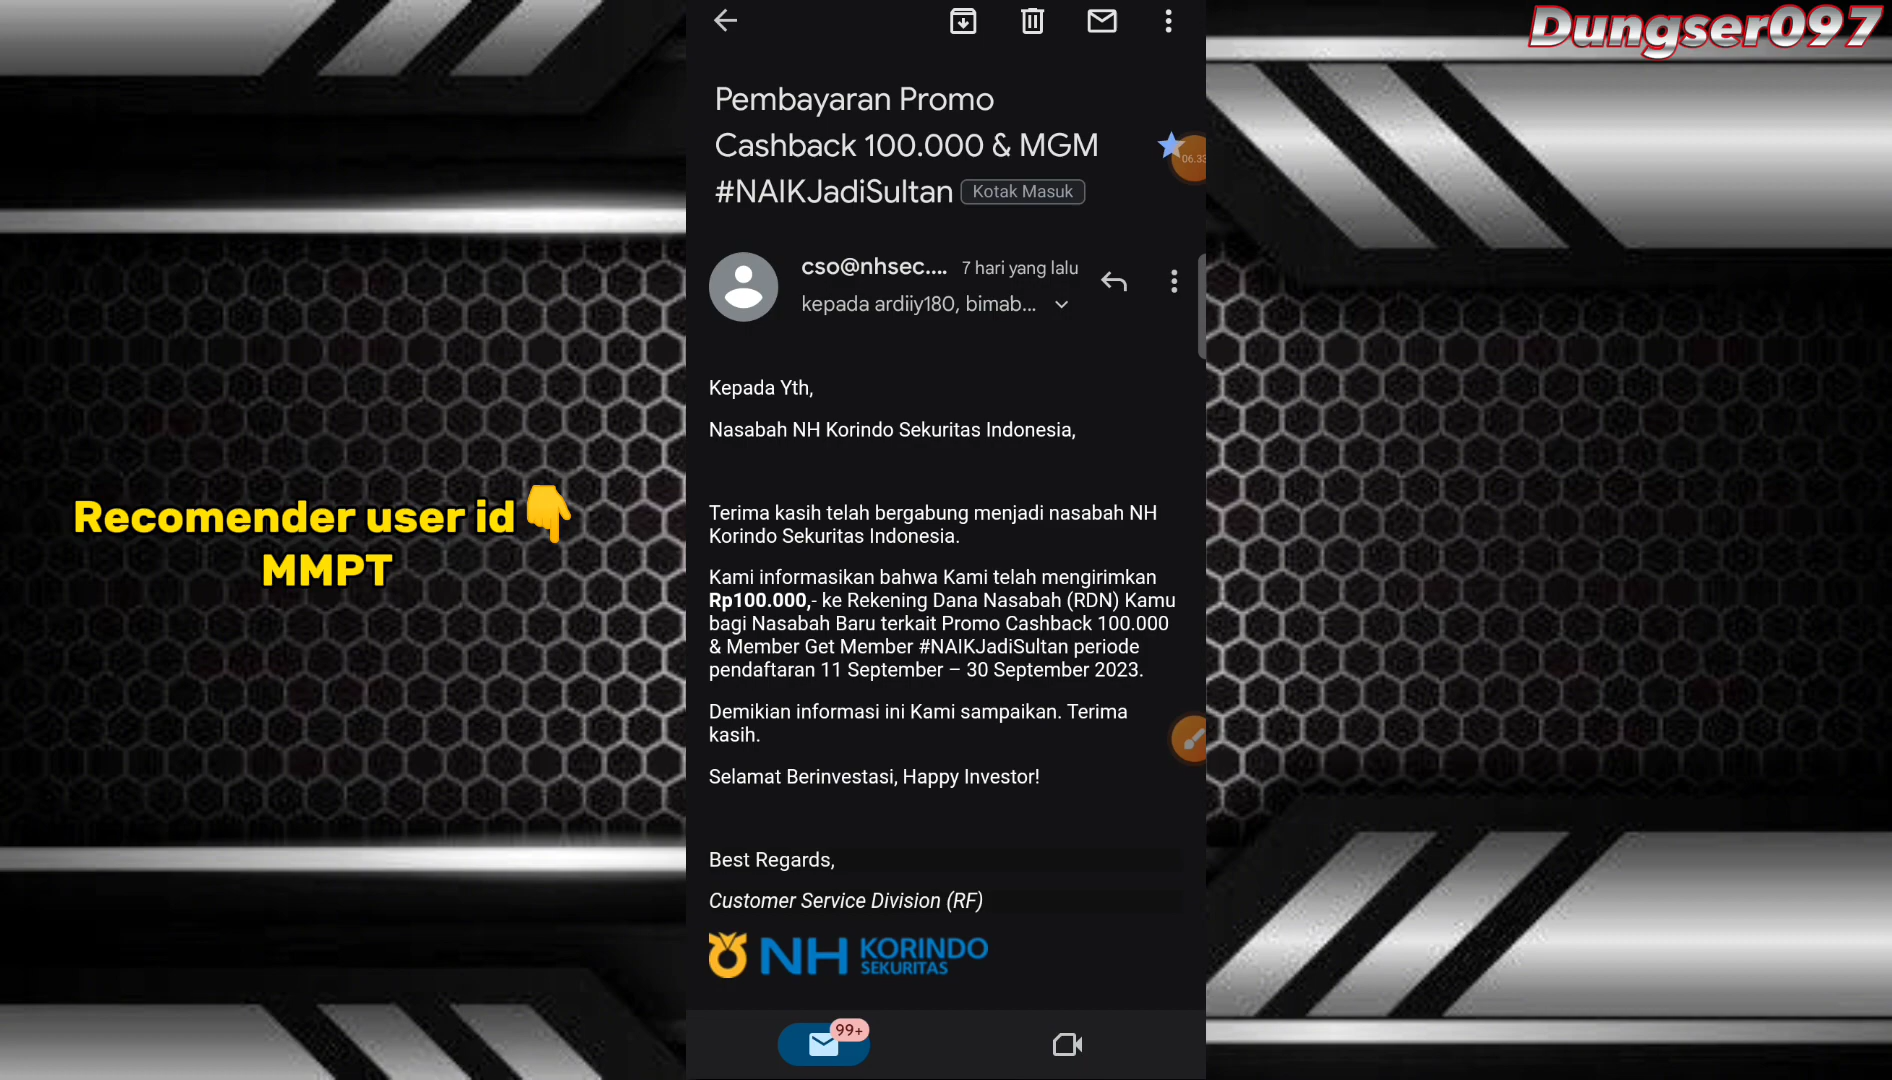 Dungser097
Pembayaran Promo
Cashback 100.000 & MGM
#NAIKJadiSultan Kotak Masuk
06.33
cso@nhsec.... 7 hari yang lalu
kepada ardiiy180, bimab...
Kepada Yth,
Nasabah NH Korindo Sekuritas Indonesia,
Recomender user id👇
MMPT
Terima kasih telah bergabung menjadi nasabah NH
Korindo Sekuritas Indonesia.
Kami informasikan bahwa Kami telah mengirimkan
Rp100.000,- ke Rekening Dana Nasabah (RDN) Kamu
bagi Nasabah Baru terkait Promo Cashback 100.000
& Member Get Member #NAIKJadiSultan periode
pendaftaran 11 September – 30 September 2023.
Demikian informasi ini Kami sampaikan. Terima
kasih.
Selamat Berinvestasi, Happy Investor!
Best Regards,
Customer Service Division (RF)
NH KORINDO
SEKURITAS
99+